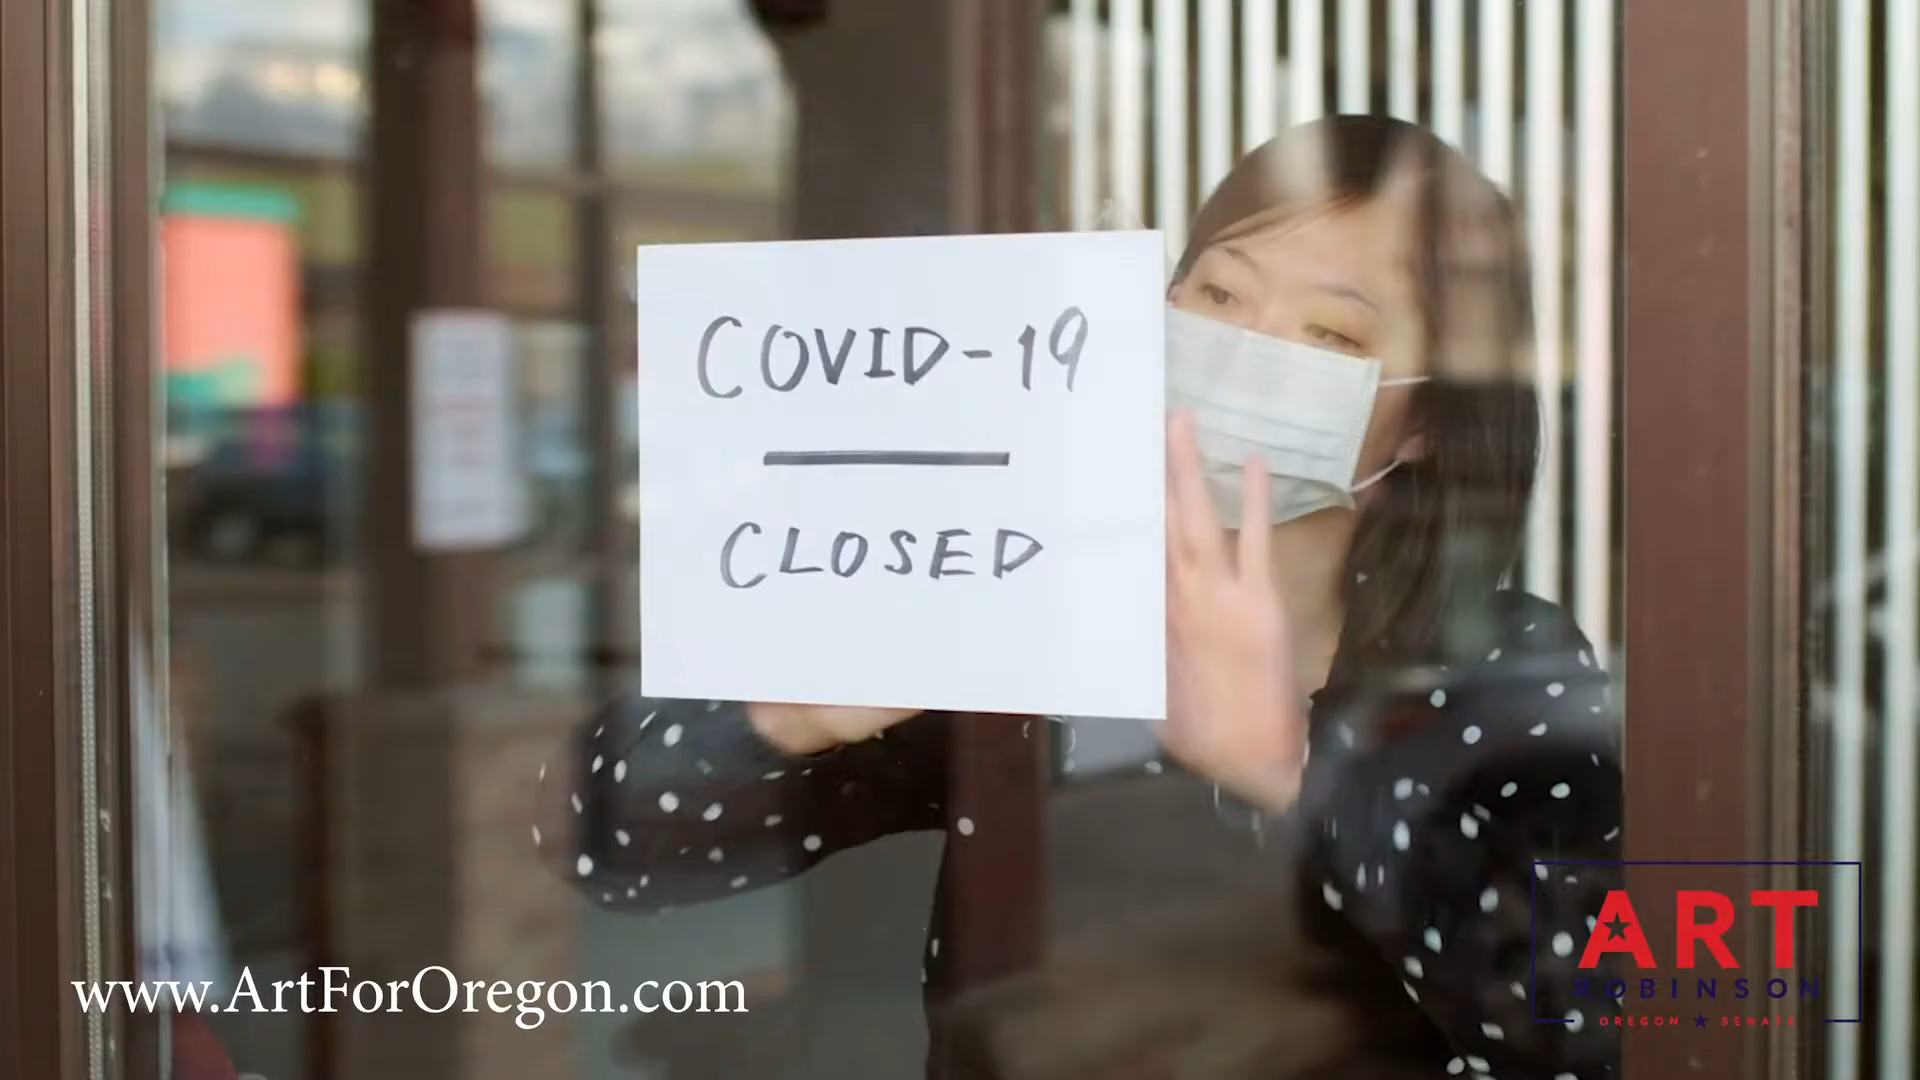 COVID-19
CLOSED
www.ArtForOregon.com
ART
ROBINSON
OREGON ★ SENATE